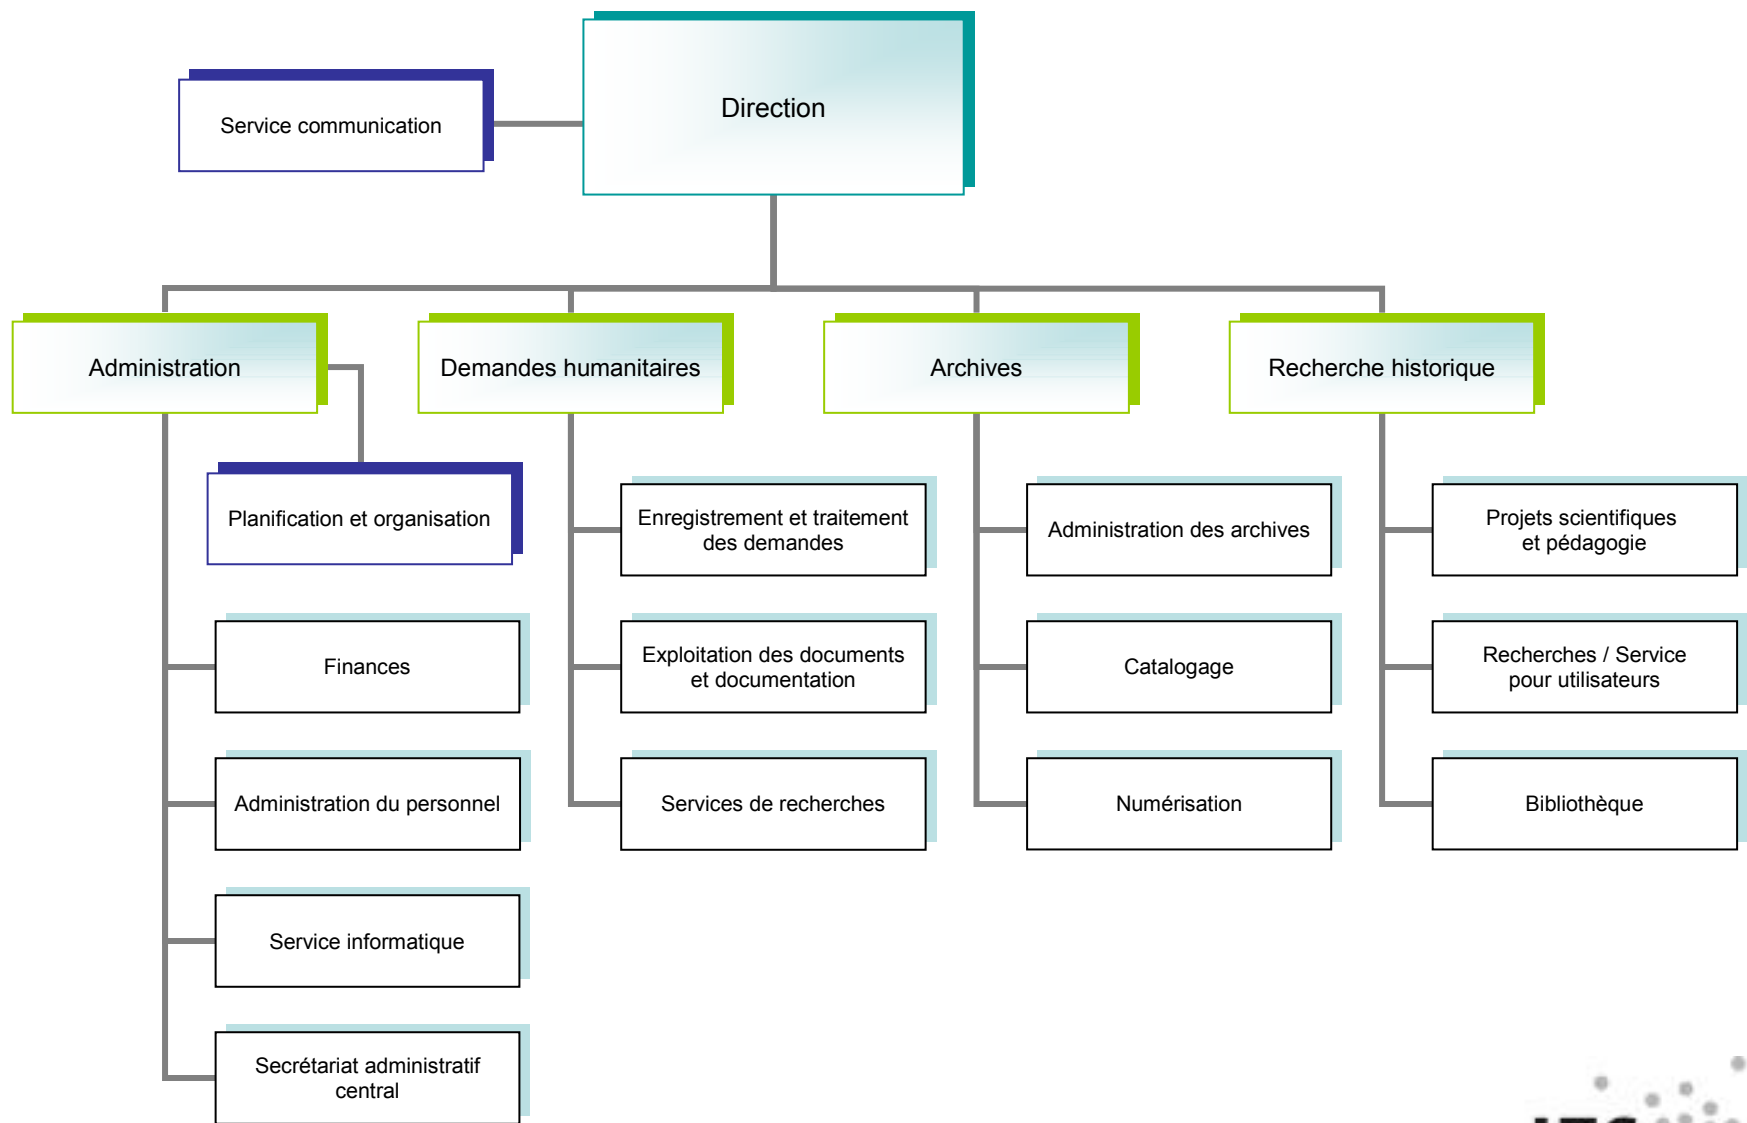 Direction
Service communication
Administration
Demandes humanitaires
Archives
Recherche historique
Planification et organisation
Enregistrement et traitement
des demandes
Administration des archives
Projets scientifiques
et pédagogie
Finances
Exploitation des documents
et documentation
Catalogage
Recherches / Service
pour utilisateurs
Administration du personnel
Services de recherches
Numérisation
Bibliothèque
Service informatique
Secrétariat administratif
central